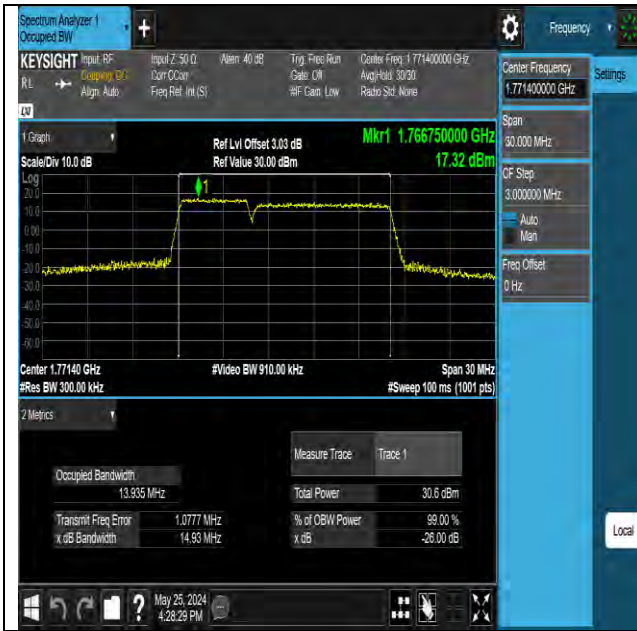 Spectrum Analyzer 1
Occupied BW
+
Frequency
KEYSIGHT Input: RF
RL Coupling: DC
Align: Auto
Input Z: 50 Ω
Corr CCorr
Freq Ref: Int (S)
Atten: 40 dB
Trig: Free Run
Gate: Off
#IF Gain: Low
Center Freq: 1.771400000 GHz
Avg|Hold: 30/30
Radio Std: None
Center Frequency
1.771400000 GHz
Settings
Span
30.000 MHz
CF Step
3.000000 MHz
Auto
Man
Freq Offset
0 Hz
1 Graph
Scale/Div 10.0 dB
Ref Lvl Offset 3.03 dB
Ref Value 30.00 dBm
Mkr1 1.766750000 GHz
17.32 dBm
Log
20.0
10.0
0.00
-10.0
-20.0
-30.0
-40.0
-50.0
-60.0
1
Center 1.77140 GHz
#Res BW 300.00 kHz
#Video BW 910.00 kHz
Span 30 MHz
#Sweep 100 ms (1001 pts)
2 Metrics
Measure Trace Trace 1
Occupied Bandwidth
13.935 MHz
Total Power 30.6 dBm
Transmit Freq Error 1.0777 MHz
% of OBW Power 99.00 %
x dB Bandwidth 14.93 MHz
x dB -26.00 dB
Local
?
May 25, 2024
4:28:29 PM